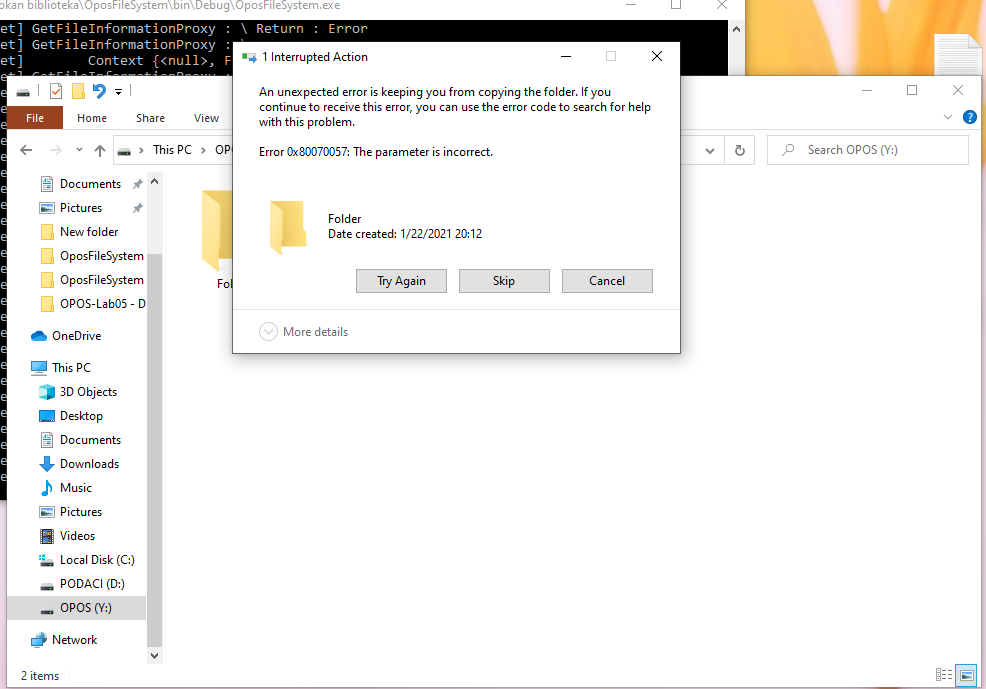 okan biblioteka\OposFileSystem\bin\Debug\OposFileSystem.exe
et] GetFileInformationProxy : \ Return : Error
et] GetFileInformationProxy : \
et] Context {<null>, F
1 Interrupted Action
An unexpected error is keeping you from copying the folder. If you
continue to receive this error, you can use the error code to search for help
with this problem.
Error 0x80070057: The parameter is incorrect.
Folder
Date created: 1/22/2021 20:12
Try Again Skip Cancel
More details
File Home Share View
This PC OP
Search OPOS (Y:)
Documents
Pictures
New folder
OposFileSystem
OposFileSystem
OPOS-Lab05 - D
OneDrive
This PC
3D Objects
Desktop
Documents
Downloads
Music
Pictures
Videos
Local Disk (C:)
PODACI (D:)
OPOS (Y:)
Network
Fol
2 items